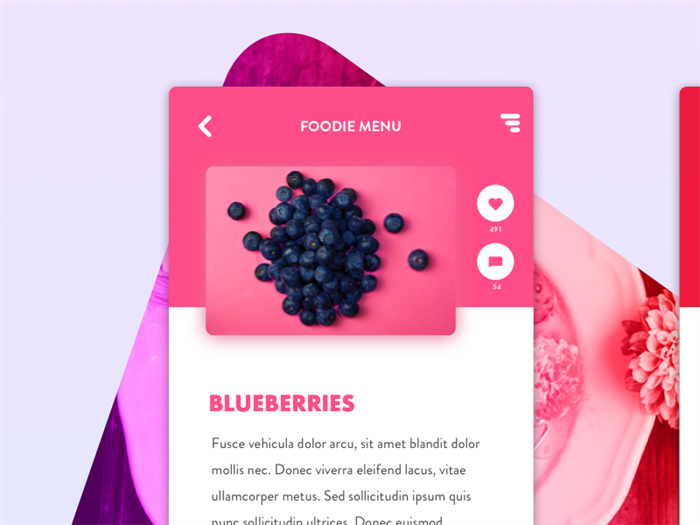 FOODIE MENU
491
54
BLUEBERRIES
Fusce vehicula dolor arcu, sit amet blandit dolor
mollis nec. Donec viverra eleifend lacus, vitae
ullamcorper metus. Sed sollicitudin ipsum quis
nunc sollicitudin ultrices. Donec euismod